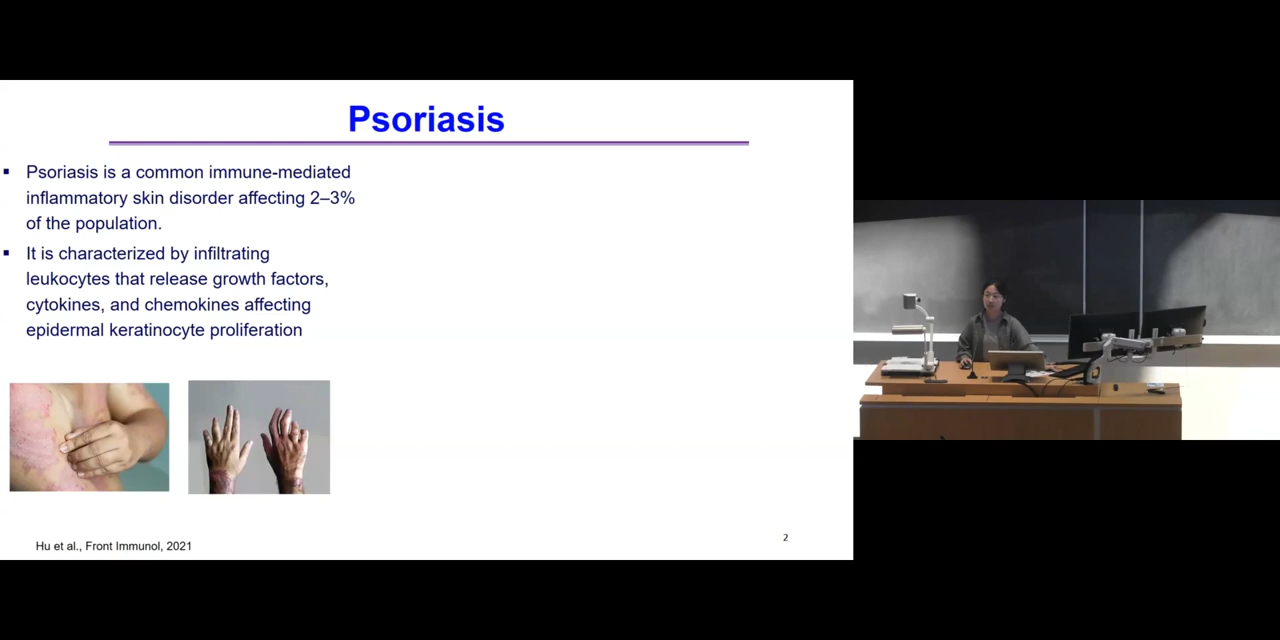 Psoriasis
▪ Psoriasis is a common immune-mediated
inflammatory skin disorder affecting 2–3%
of the population.
▪ It is characterized by infiltrating
leukocytes that release growth factors,
cytokines, and chemokines affecting
epidermal keratinocyte proliferation
Hu et al., Front Immunol, 2021
2